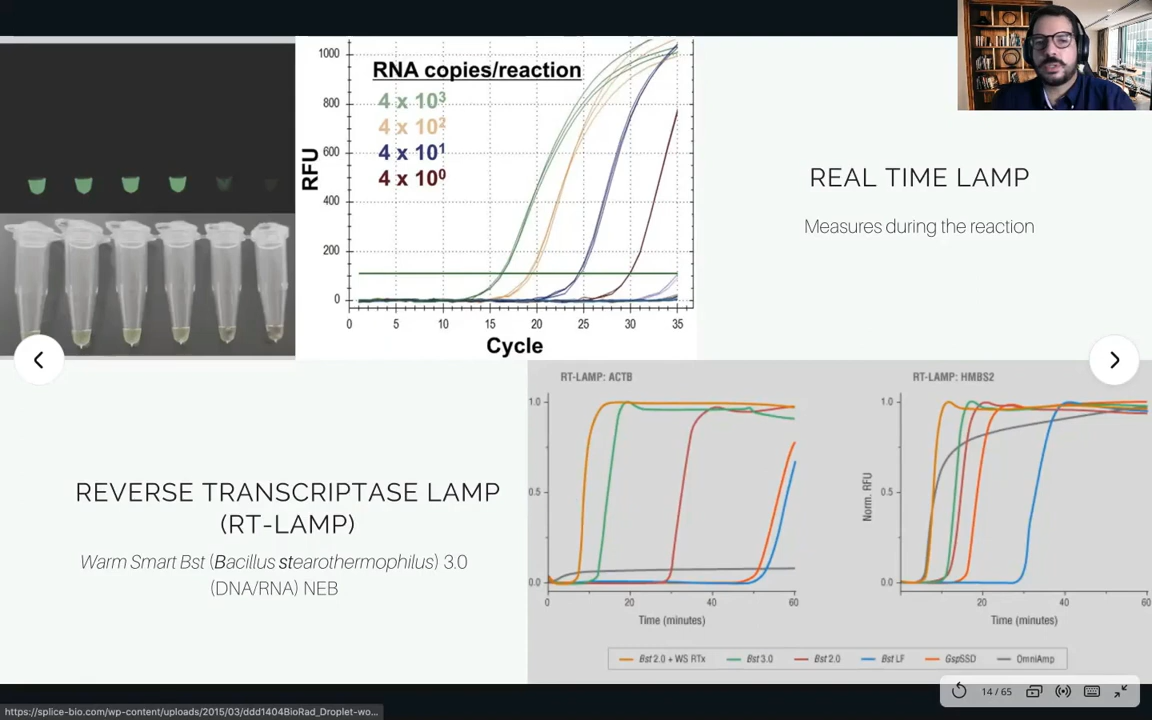 RNA copies/reaction
4 x 10³
4 x 10²
4 x 10¹
4 x 10⁰
1000
800
600
400
200
0
RFU
0 5 10 15 20 25 30 35
Cycle
REAL TIME LAMP
Measures during the reaction
REVERSE TRANSCRIPTASE LAMP
(RT-LAMP)
Warm Smart Bst (Bacillus stearothermophilus) 3.0
(DNA/RNA) NEB
RT-LAMP: ACTB
1.0
0.5
0.0
0 20 40 60
Time (minutes)
RT-LAMP: HMBS2
Norm. RFU
1.0
0.5
0.0
20 40 60
Time (minutes)
Bst 2.0 + WS RTx Bst 3.0 Bst 2.0 Bst LF GspSSD OmniAmp
14 / 65
https://splice-bio.com/wp-content/uploads/2015/03/ddd1404BioRad_Droplet-wo...